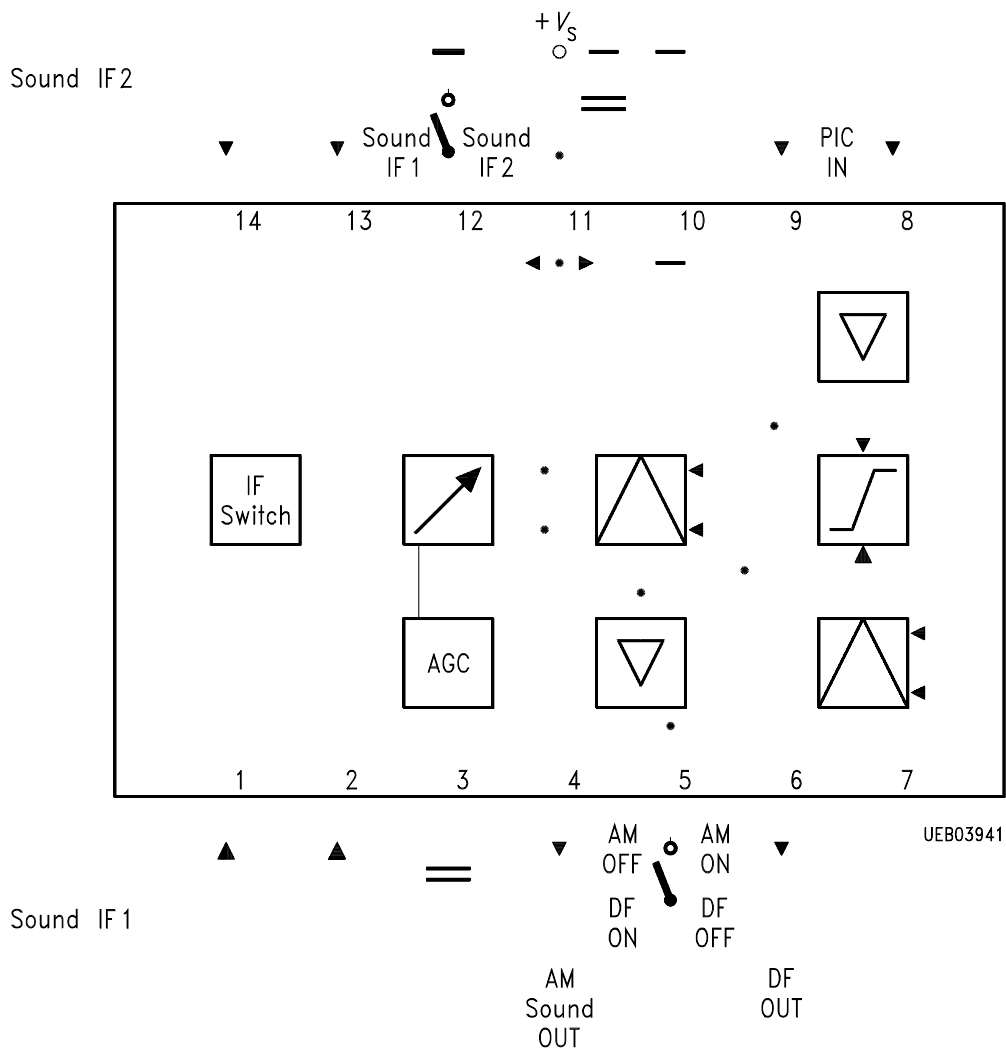 +VS
Sound IF2
Sound IF1
Sound IF2
PIC IN
14 13 12 11 10 9 8
IF
Switch
AGC
1 2 3 4 5 6 7
UEB03941
AM OFF
AM ON
Sound IF1
DF ON
DF OFF
AM
Sound
OUT
DF
OUT